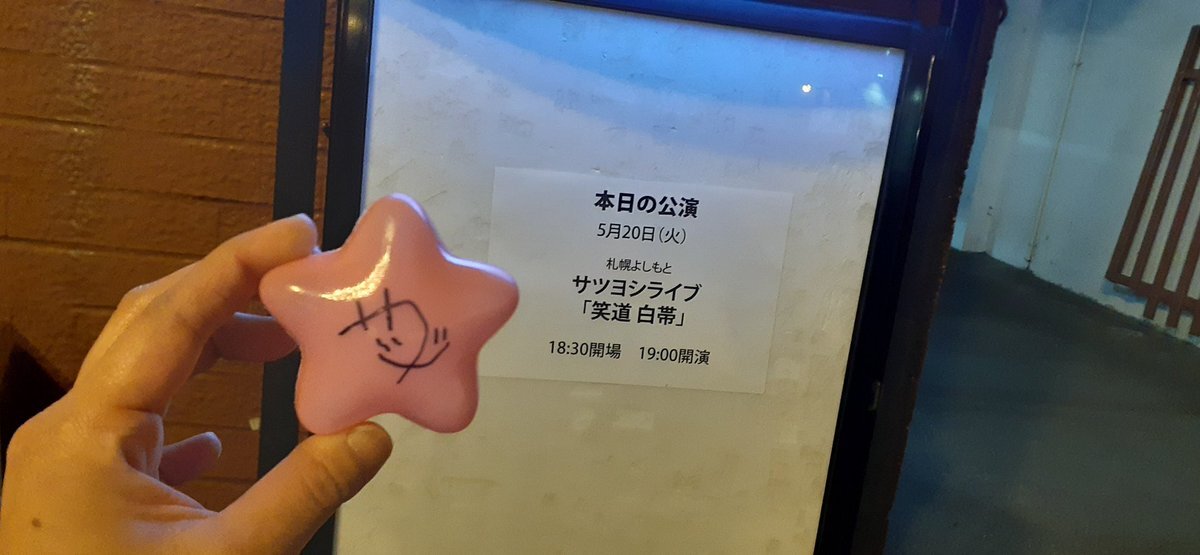 本日の公演
5月20日(火)
札幌よしもと
サツヨシライブ
「笑道 白帯」
18:30開場　19:00開演